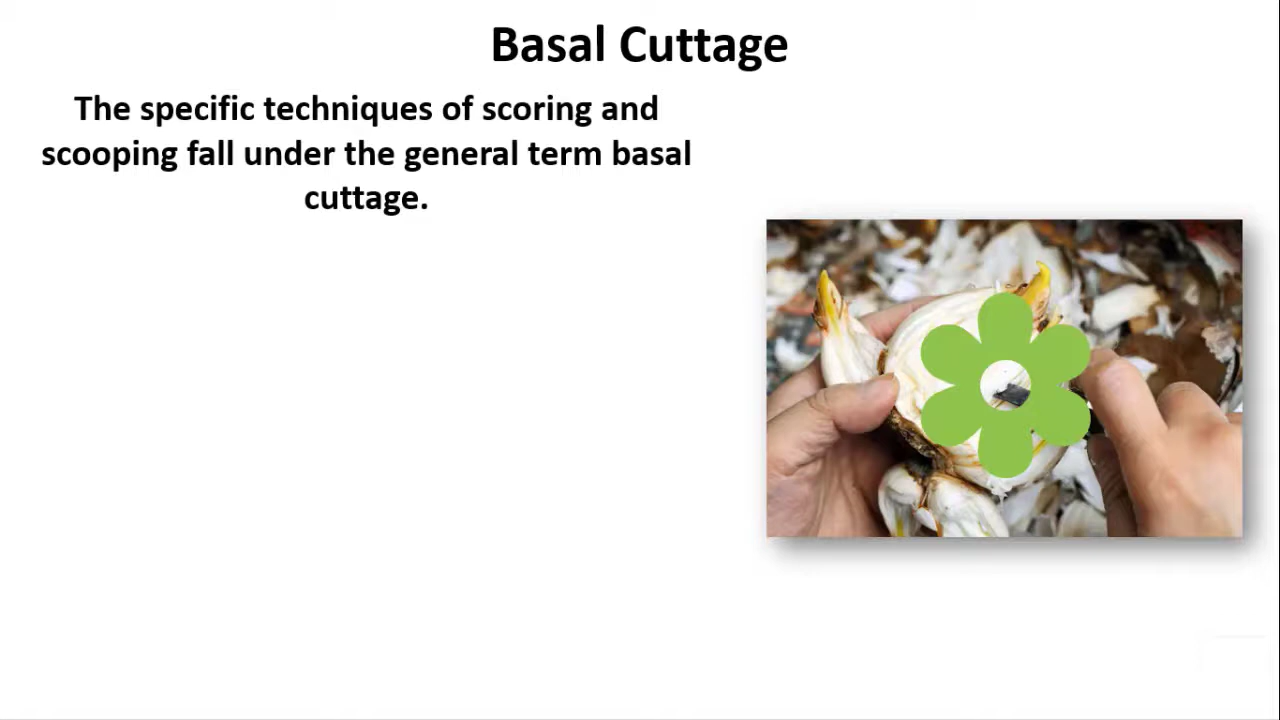 Basal Cuttage
The specific techniques of scoring and
scooping fall under the general term basal
cuttage.